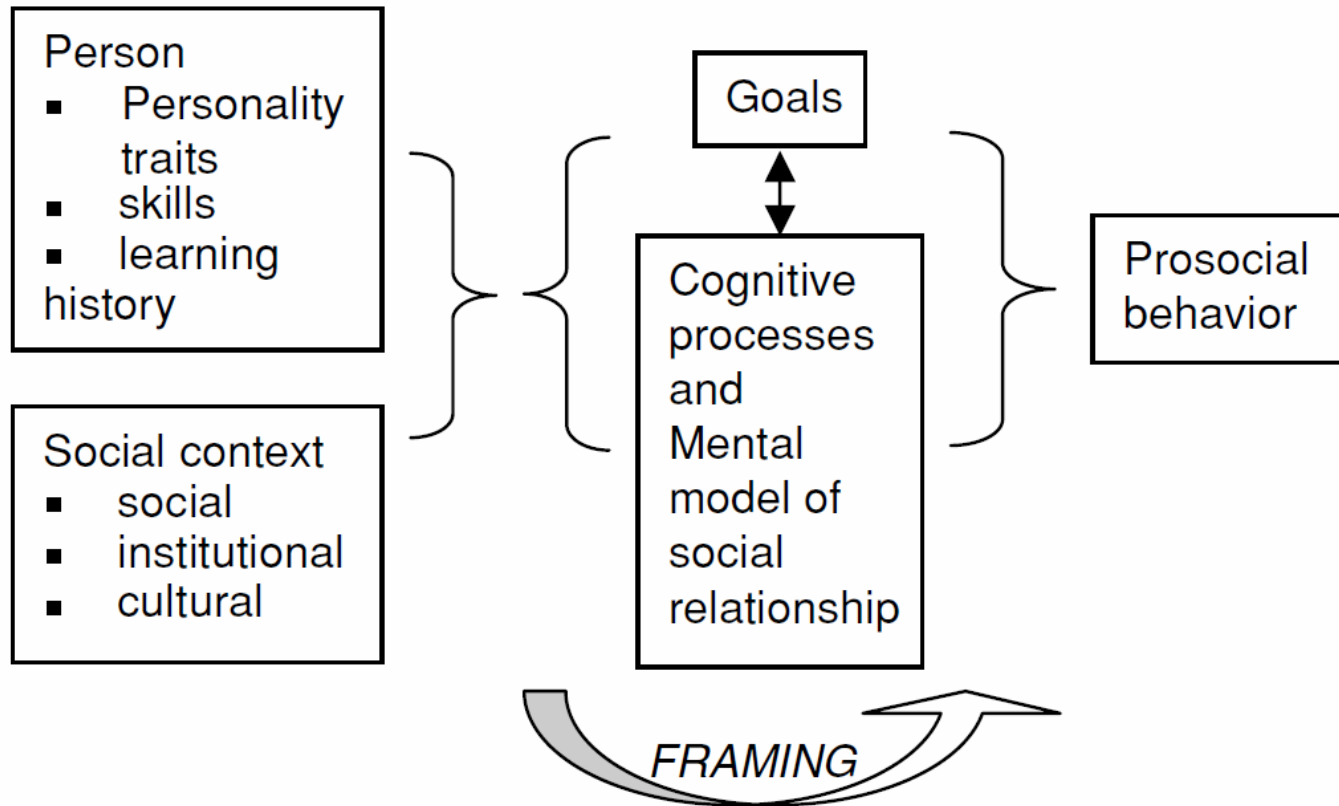 Person
▪ Personality
traits
▪ skills
▪ learning
history
Social context
▪ social
▪ institutional
▪ cultural
Goals
Cognitive
processes
and
Mental
model of
social
relationship
Prosocial
behavior
FRAMING